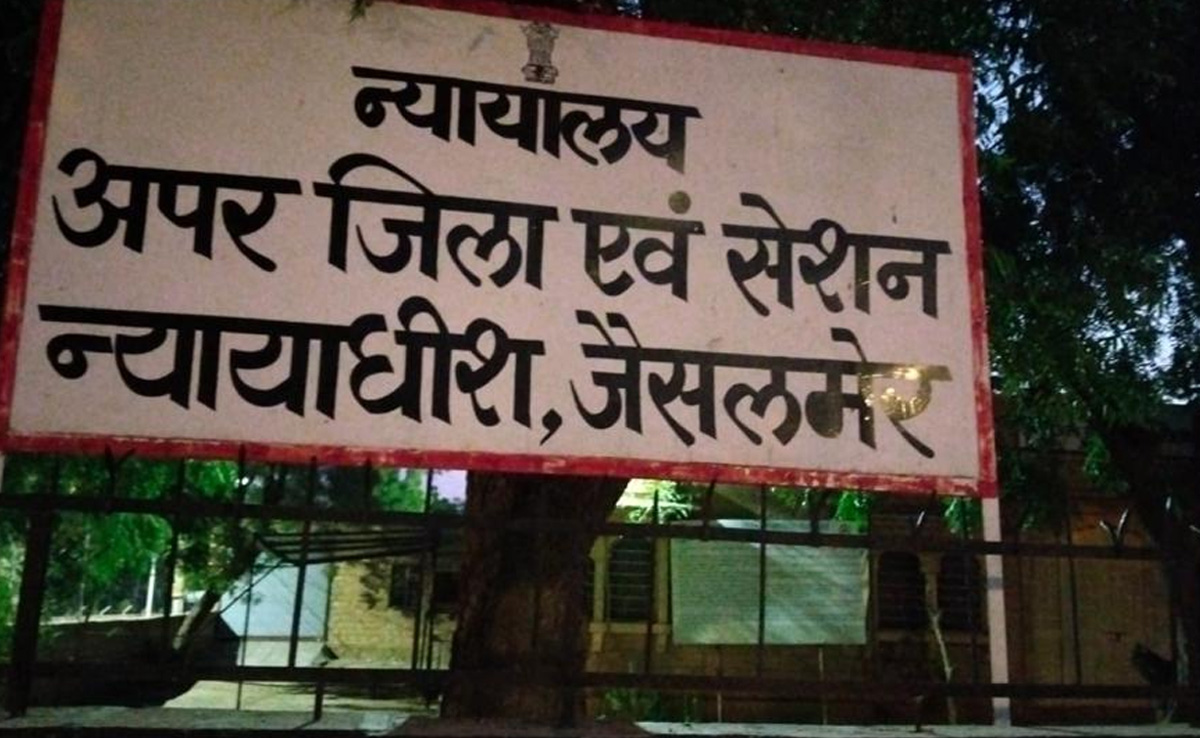 न्यायालय
अपर जिला एवं सेशन
न्यायाधीश, जैसलमेर